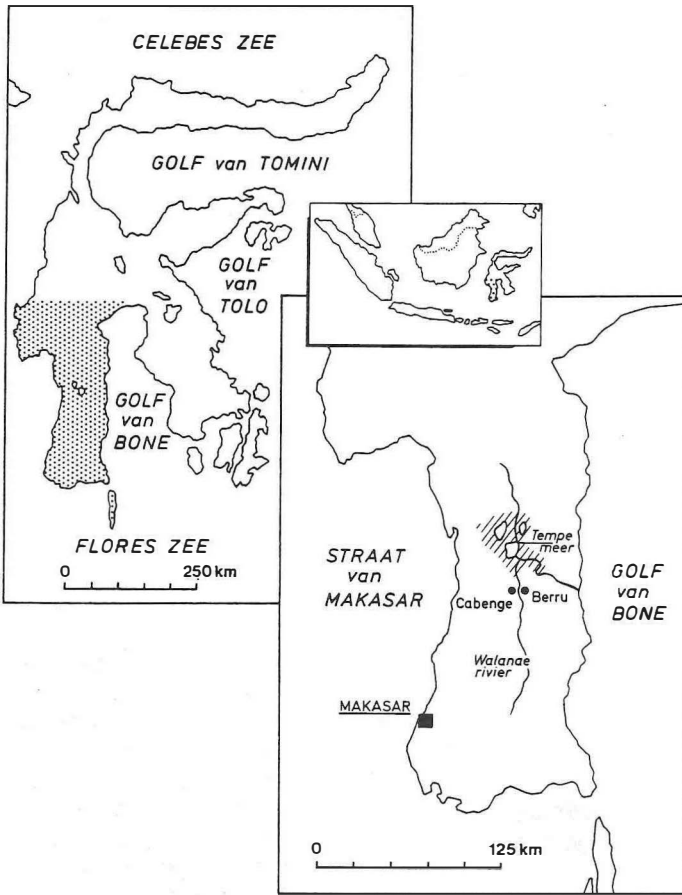 CELEBES ZEE
GOLF van TOMINI
GOLF
van
TOLO
GOLF
van
BONE
FLORES ZEE
0 250 km
STRAAT
van
MAKASAR
Tempe
meer
Cabenge
Berru
GOLF
van
BONE
Walanae
rivier
MAKASAR
0 125 km